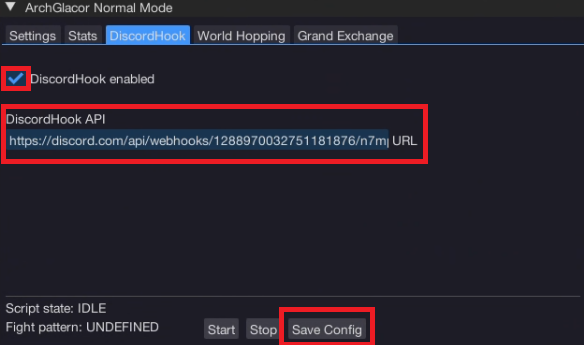 ArchGlacor Normal Mode
Settings Stats DiscordHook World Hopping Grand Exchange
DiscordHook enabled
DiscordHook API
https://discord.com/api/webhooks/1288970032751181876/n7m URL
Script state: IDLE
Fight pattern: UNDEFINED Start Stop Save Config